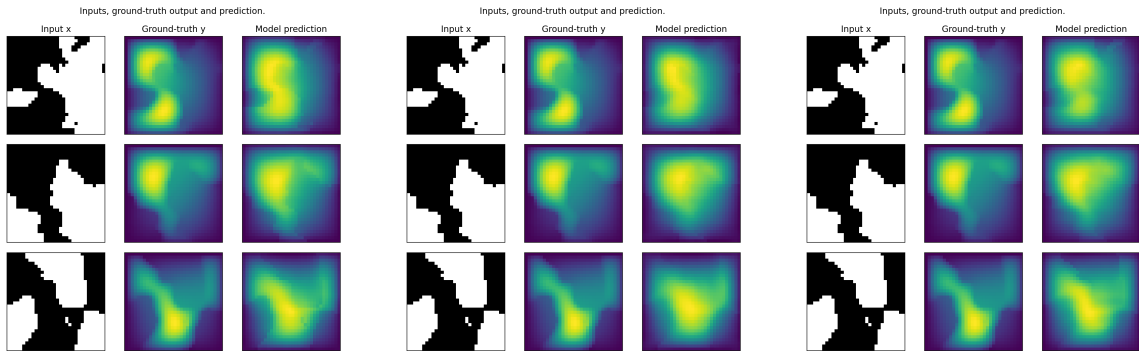 Inputs, ground-truth output and prediction.
Input x Ground-truth y Model prediction
Inputs, ground-truth output and prediction.
Input x Ground-truth y Model prediction
Inputs, ground-truth output and prediction.
Input x Ground-truth y Model prediction